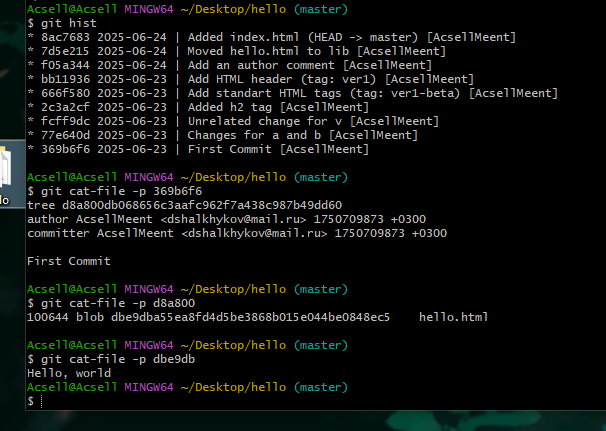 Acsell@Acsell MINGW64 ~/Desktop/hello (master)
$ git hist
* 8ac7683 2025-06-24 | Added index.html (HEAD -> master) [AcsellMeent]
* 7d5e215 2025-06-24 | Moved hello.html to lib [AcsellMeent]
* f05a344 2025-06-24 | Add an author comment [AcsellMeent]
* bb11936 2025-06-23 | Add HTML header (tag: ver1) [AcsellMeent]
* 666f580 2025-06-23 | Add standart HTML tags (tag: ver1-beta) [AcsellMeent]
* 2c3a2cf 2025-06-23 | Added h2 tag [AcsellMeent]
* fcff9dc 2025-06-23 | Unrelated change for v [AcsellMeent]
* 77e640d 2025-06-23 | Changes for a and b [AcsellMeent]
* 369b6f6 2025-06-23 | First Commit [AcsellMeent]
Acsell@Acsell MINGW64 ~/Desktop/hello (master)
$ git cat-file -p 369b6f6
tree d8a800db068656c3aafc962f7a438c987b49dd60
author AcsellMeent <dshalkhykov@mail.ru> 1750709873 +0300
committer AcsellMeent <dshalkhykov@mail.ru> 1750709873 +0300
First Commit
Acsell@Acsell MINGW64 ~/Desktop/hello (master)
$ git cat-file -p d8a800
100644 blob dbe9dba55ea8fd4d5be3868b015e044be0848ec5    hello.html
Acsell@Acsell MINGW64 ~/Desktop/hello (master)
$ git cat-file -p dbe9db
Hello, world
Acsell@Acsell MINGW64 ~/Desktop/hello (master)
$
lo